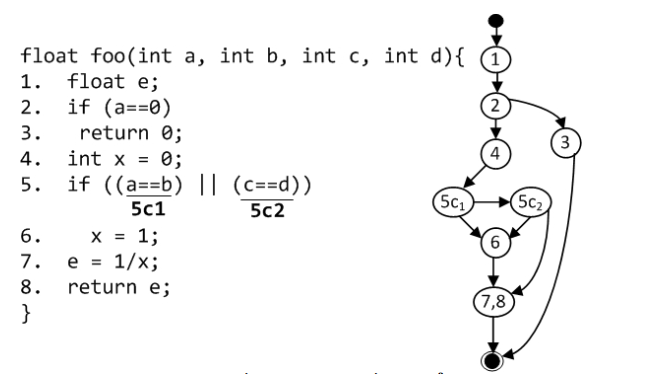 float foo(int a, int b, int c, int d){
1. float e;
2. if (a==0)
3. return 0;
4. int x = 0;
5. if ((a==b) || (c==d))
5c1 5c2
6. x = 1;
7. e = 1/x;
8. return e;
}
1
2
4
3
5c₁
5c₂
6
7,8